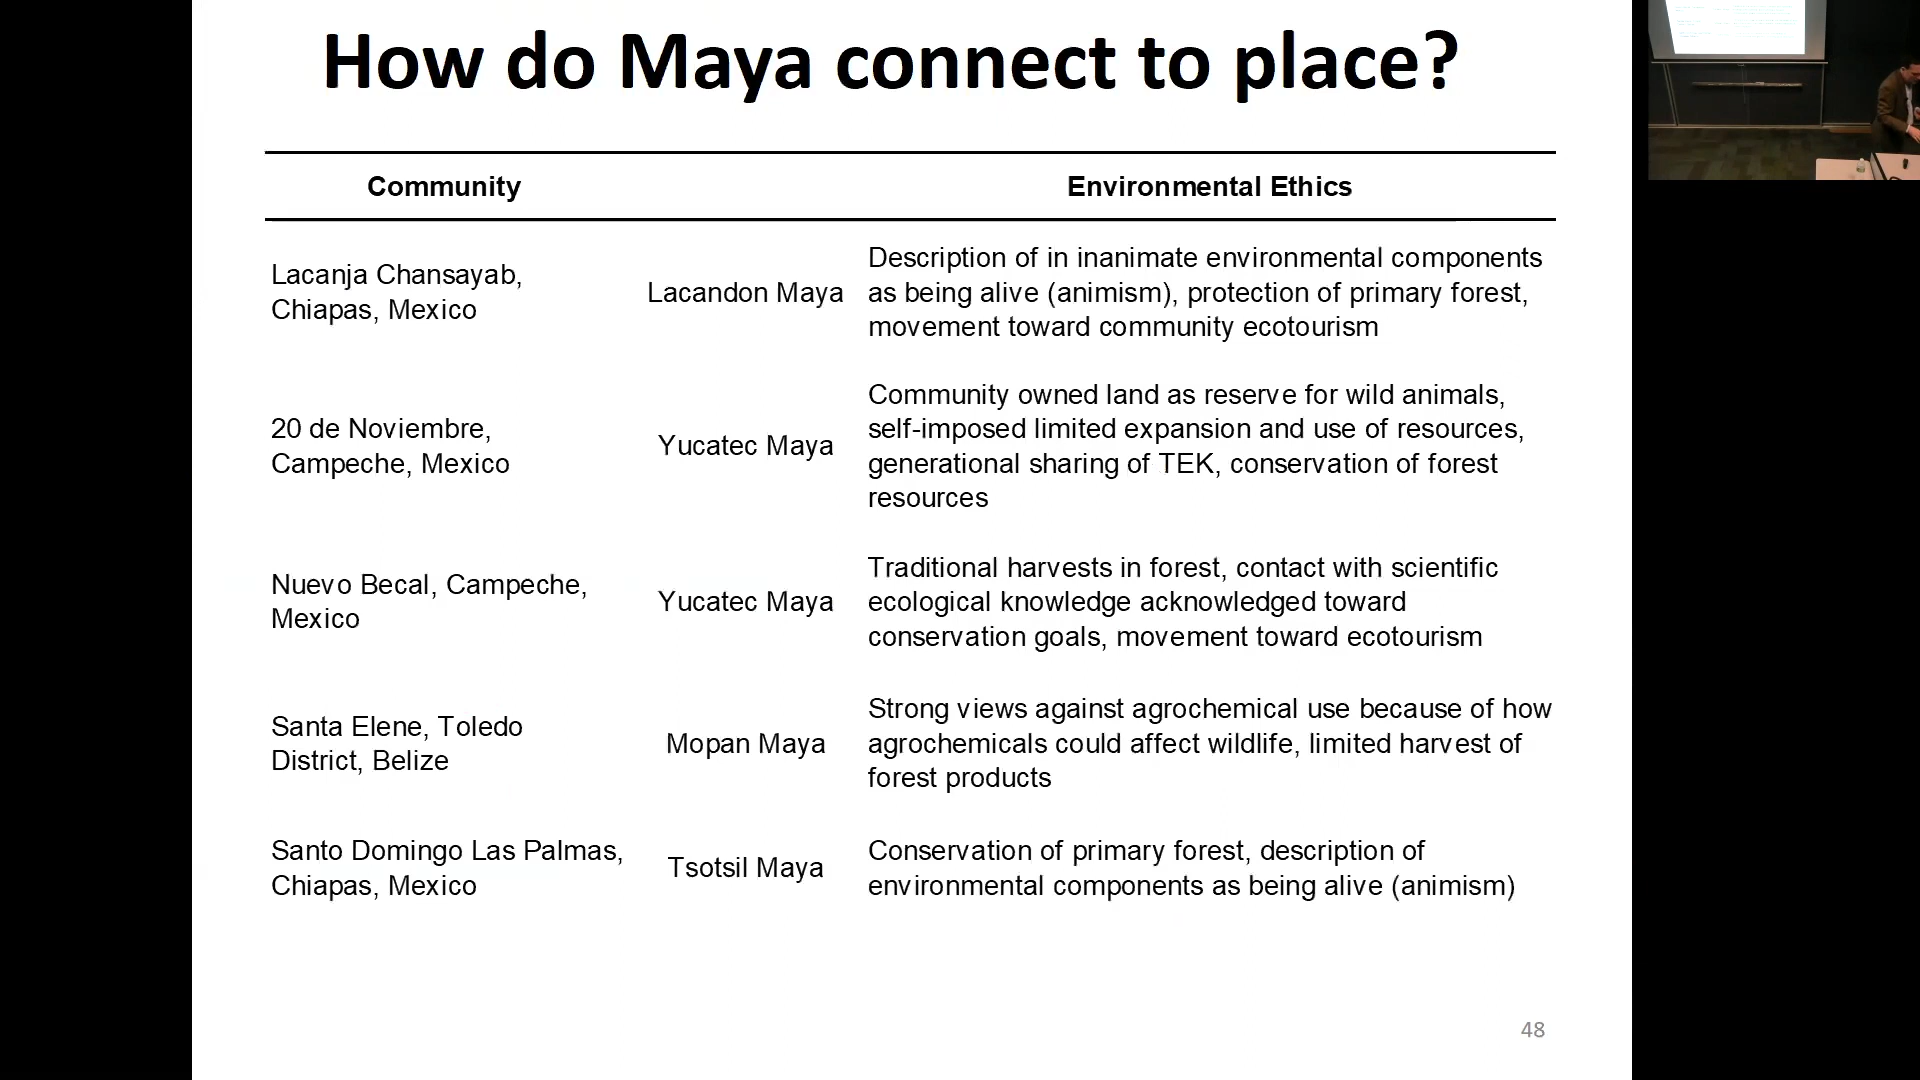 How do Maya connect to place?
Community
Environmental Ethics
Lacanja Chansayab,
Chiapas, Mexico
Lacandon Maya
Description of in inanimate environmental components
as being alive (animism), protection of primary forest,
movement toward community ecotourism
20 de Noviembre,
Campeche, Mexico
Yucatec Maya
Community owned land as reserve for wild animals,
self-imposed limited expansion and use of resources,
generational sharing of TEK, conservation of forest
resources
Nuevo Becal, Campeche,
Mexico
Yucatec Maya
Traditional harvests in forest, contact with scientific
ecological knowledge acknowledged toward
conservation goals, movement toward ecotourism
Santa Elene, Toledo
District, Belize
Mopan Maya
Strong views against agrochemical use because of how
agrochemicals could affect wildlife, limited harvest of
forest products
Santo Domingo Las Palmas,
Chiapas, Mexico
Tsotsil Maya
Conservation of primary forest, description of
environmental components as being alive (animism)
48